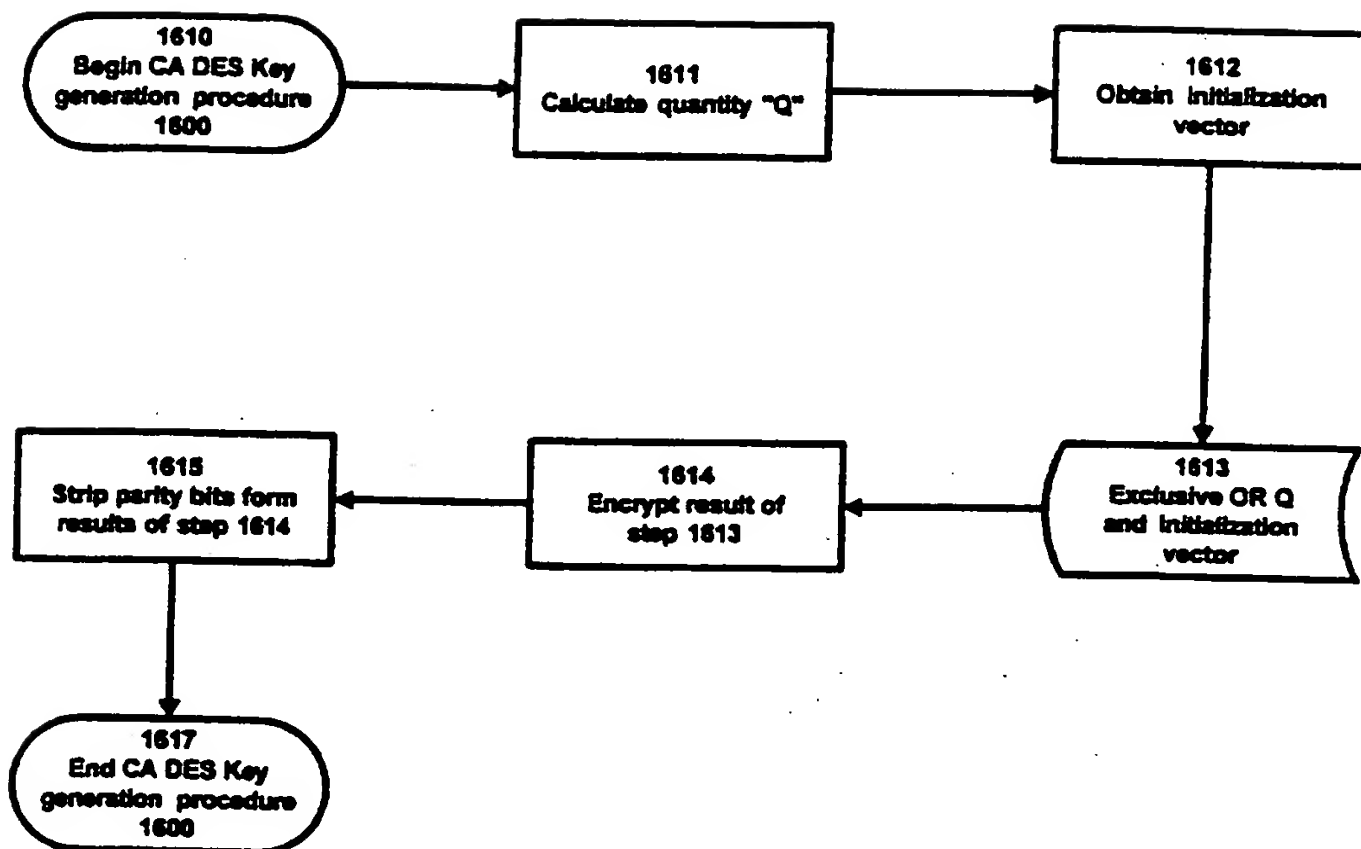 1610
Begin CA DES Key
generation procedure
1600
1611
Calculate quantity "Q"
1612
Obtain initialization
vector
1613
Exclusive OR Q
and initialization
vector
1614
Encrypt result of
step 1613
1615
Strip parity bits form
results of step 1614
1617
End CA DES Key
generation procedure
1600